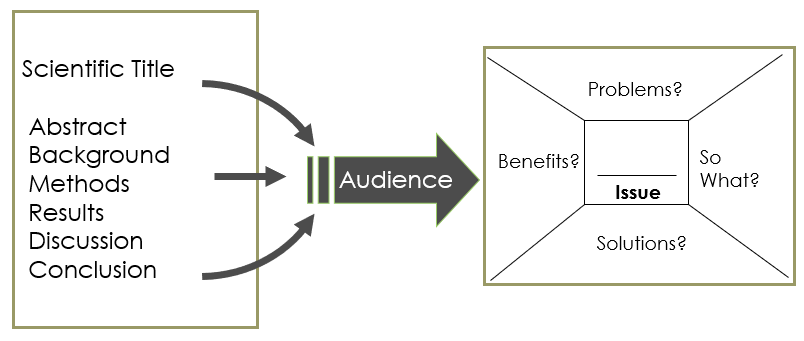 Scientific Title
Abstract
Background
Methods
Results
Discussion
Conclusion
Audience
Problems?
Benefits?
So
What?
Issue
Solutions?